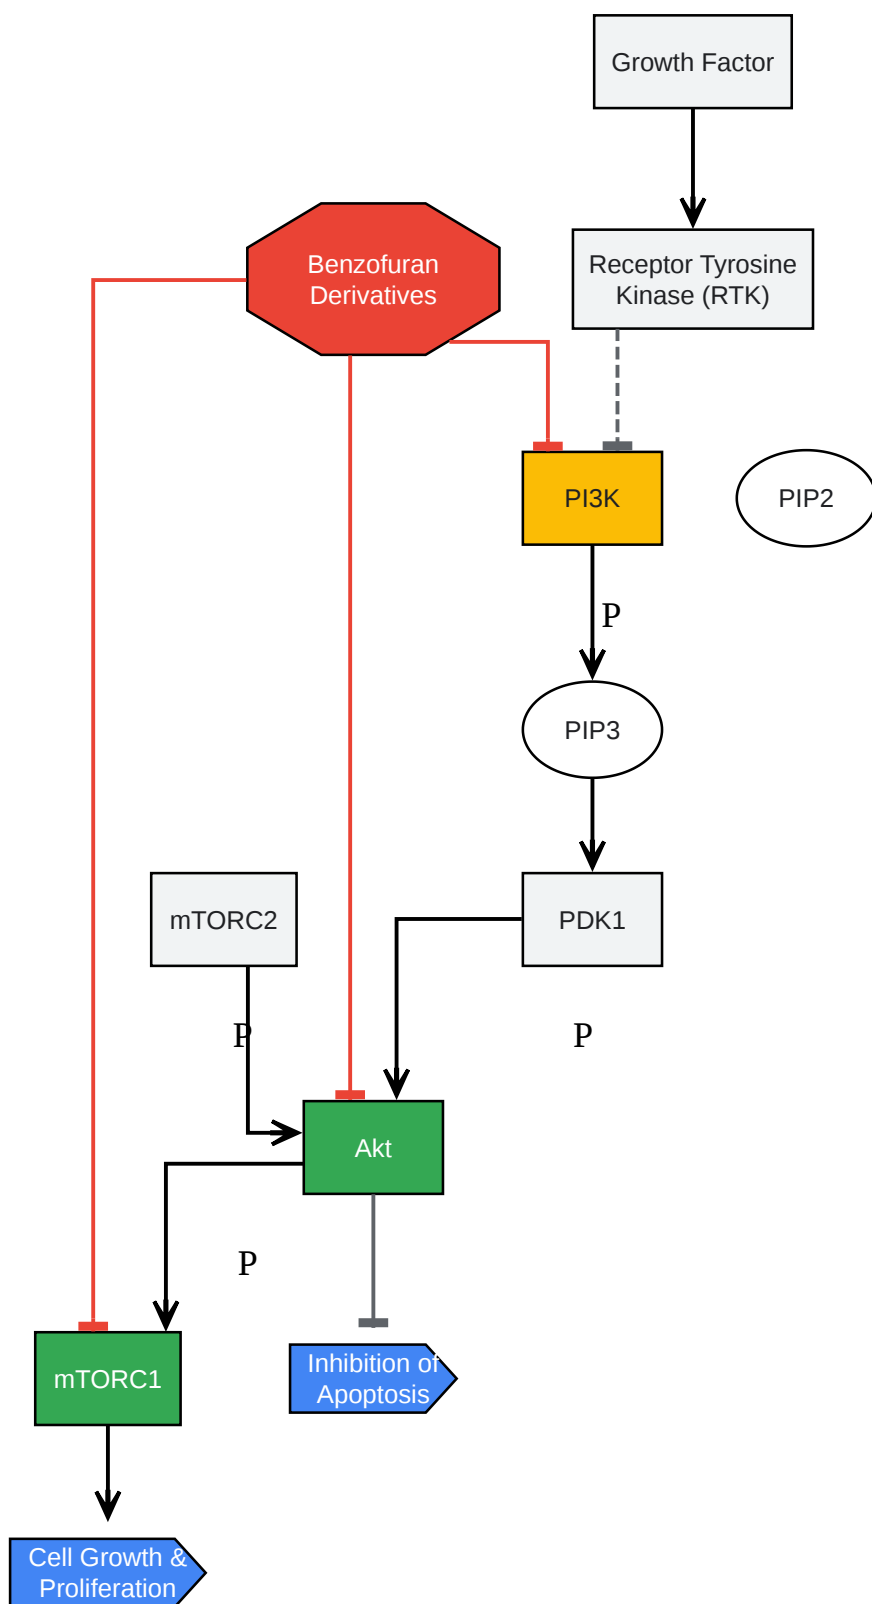 Growth Factor
Benzofuran
Derivatives
Receptor Tyrosine
Kinase (RTK)
PI3K
PIP2
P
PIP3
mTORC2
PDK1
P
P
Akt
P
mTORC1
Inhibition of
Apoptosis
Cell Growth &
Proliferation